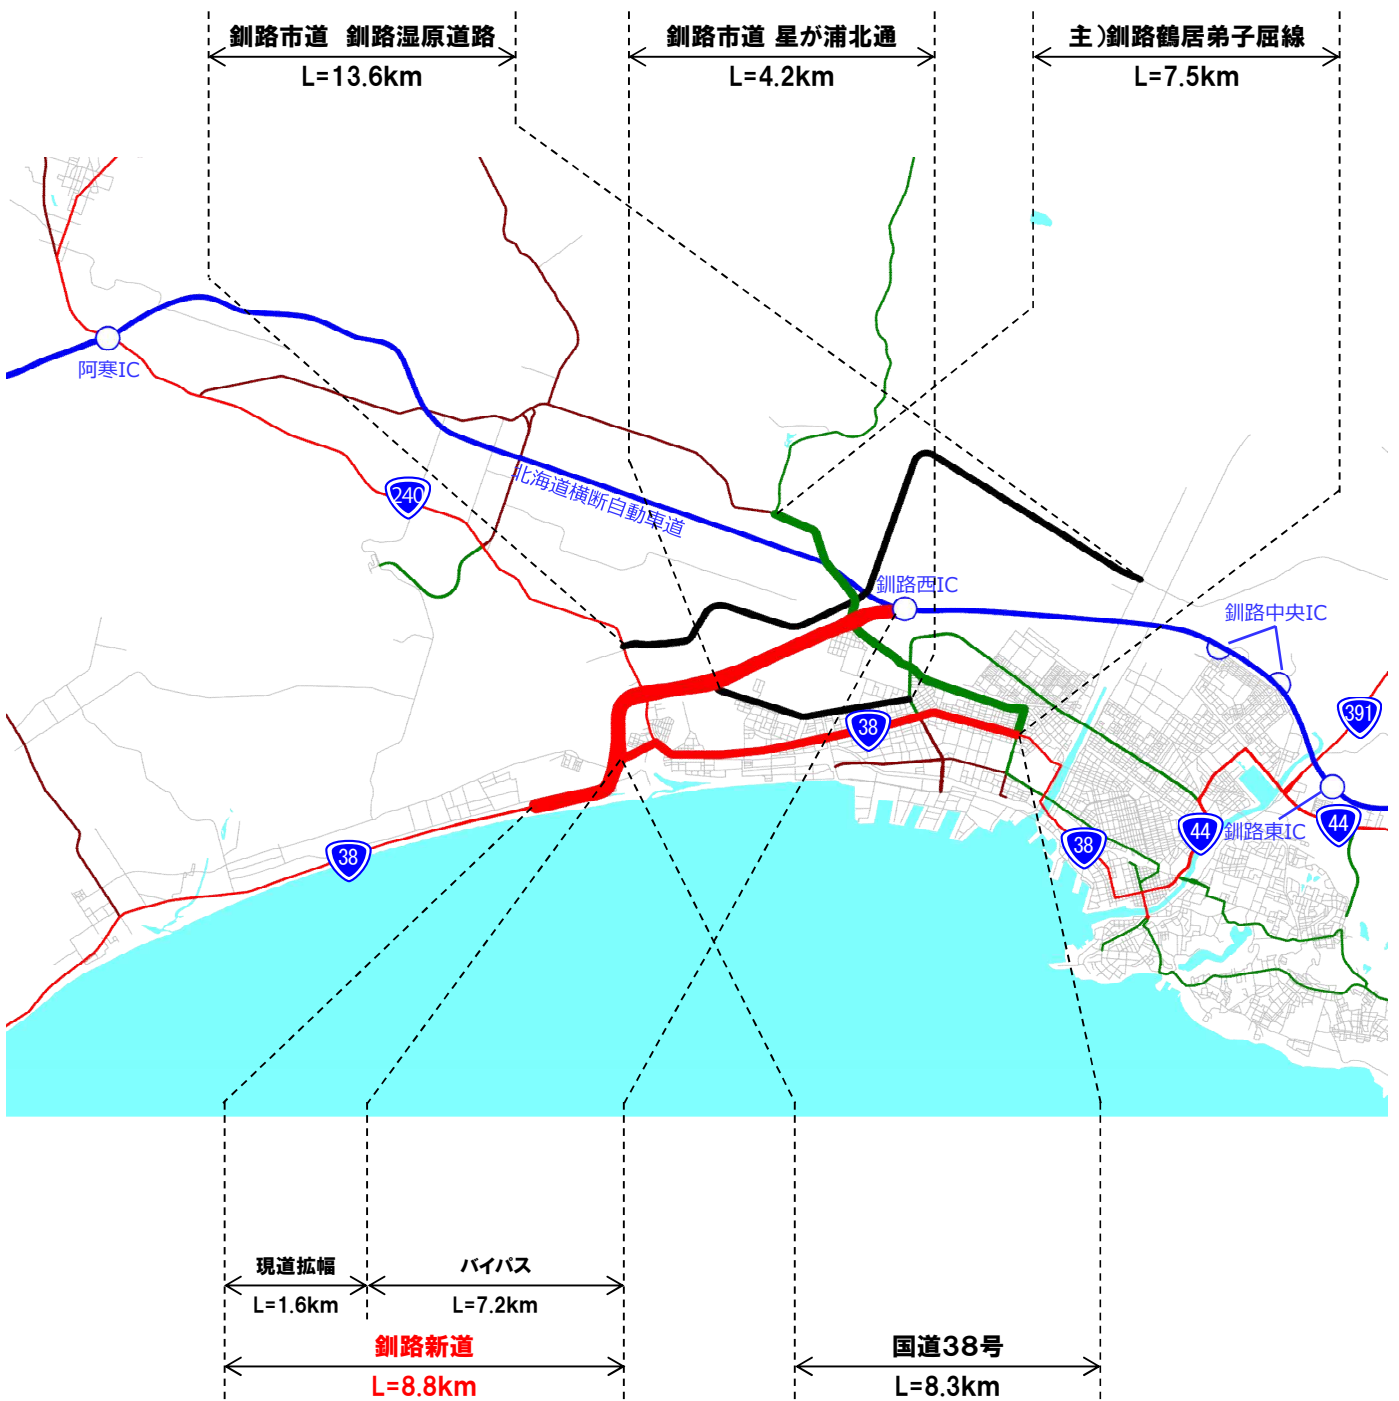 釧路市道 釧路湿原道路
L=13.6km
釧路市道 星が浦北通
L=4.2km
主)釧路鶴居弟子屈線
L=7.5km
阿寒IC
240
北海道横断自動車道
釧路西IC
釧路中央IC
391
38
釧路東IC
44
44
38
38
現道拡幅
L=1.6km
バイパス
L=7.2km
釧路新道
L=8.8km
国道38号
L=8.3km